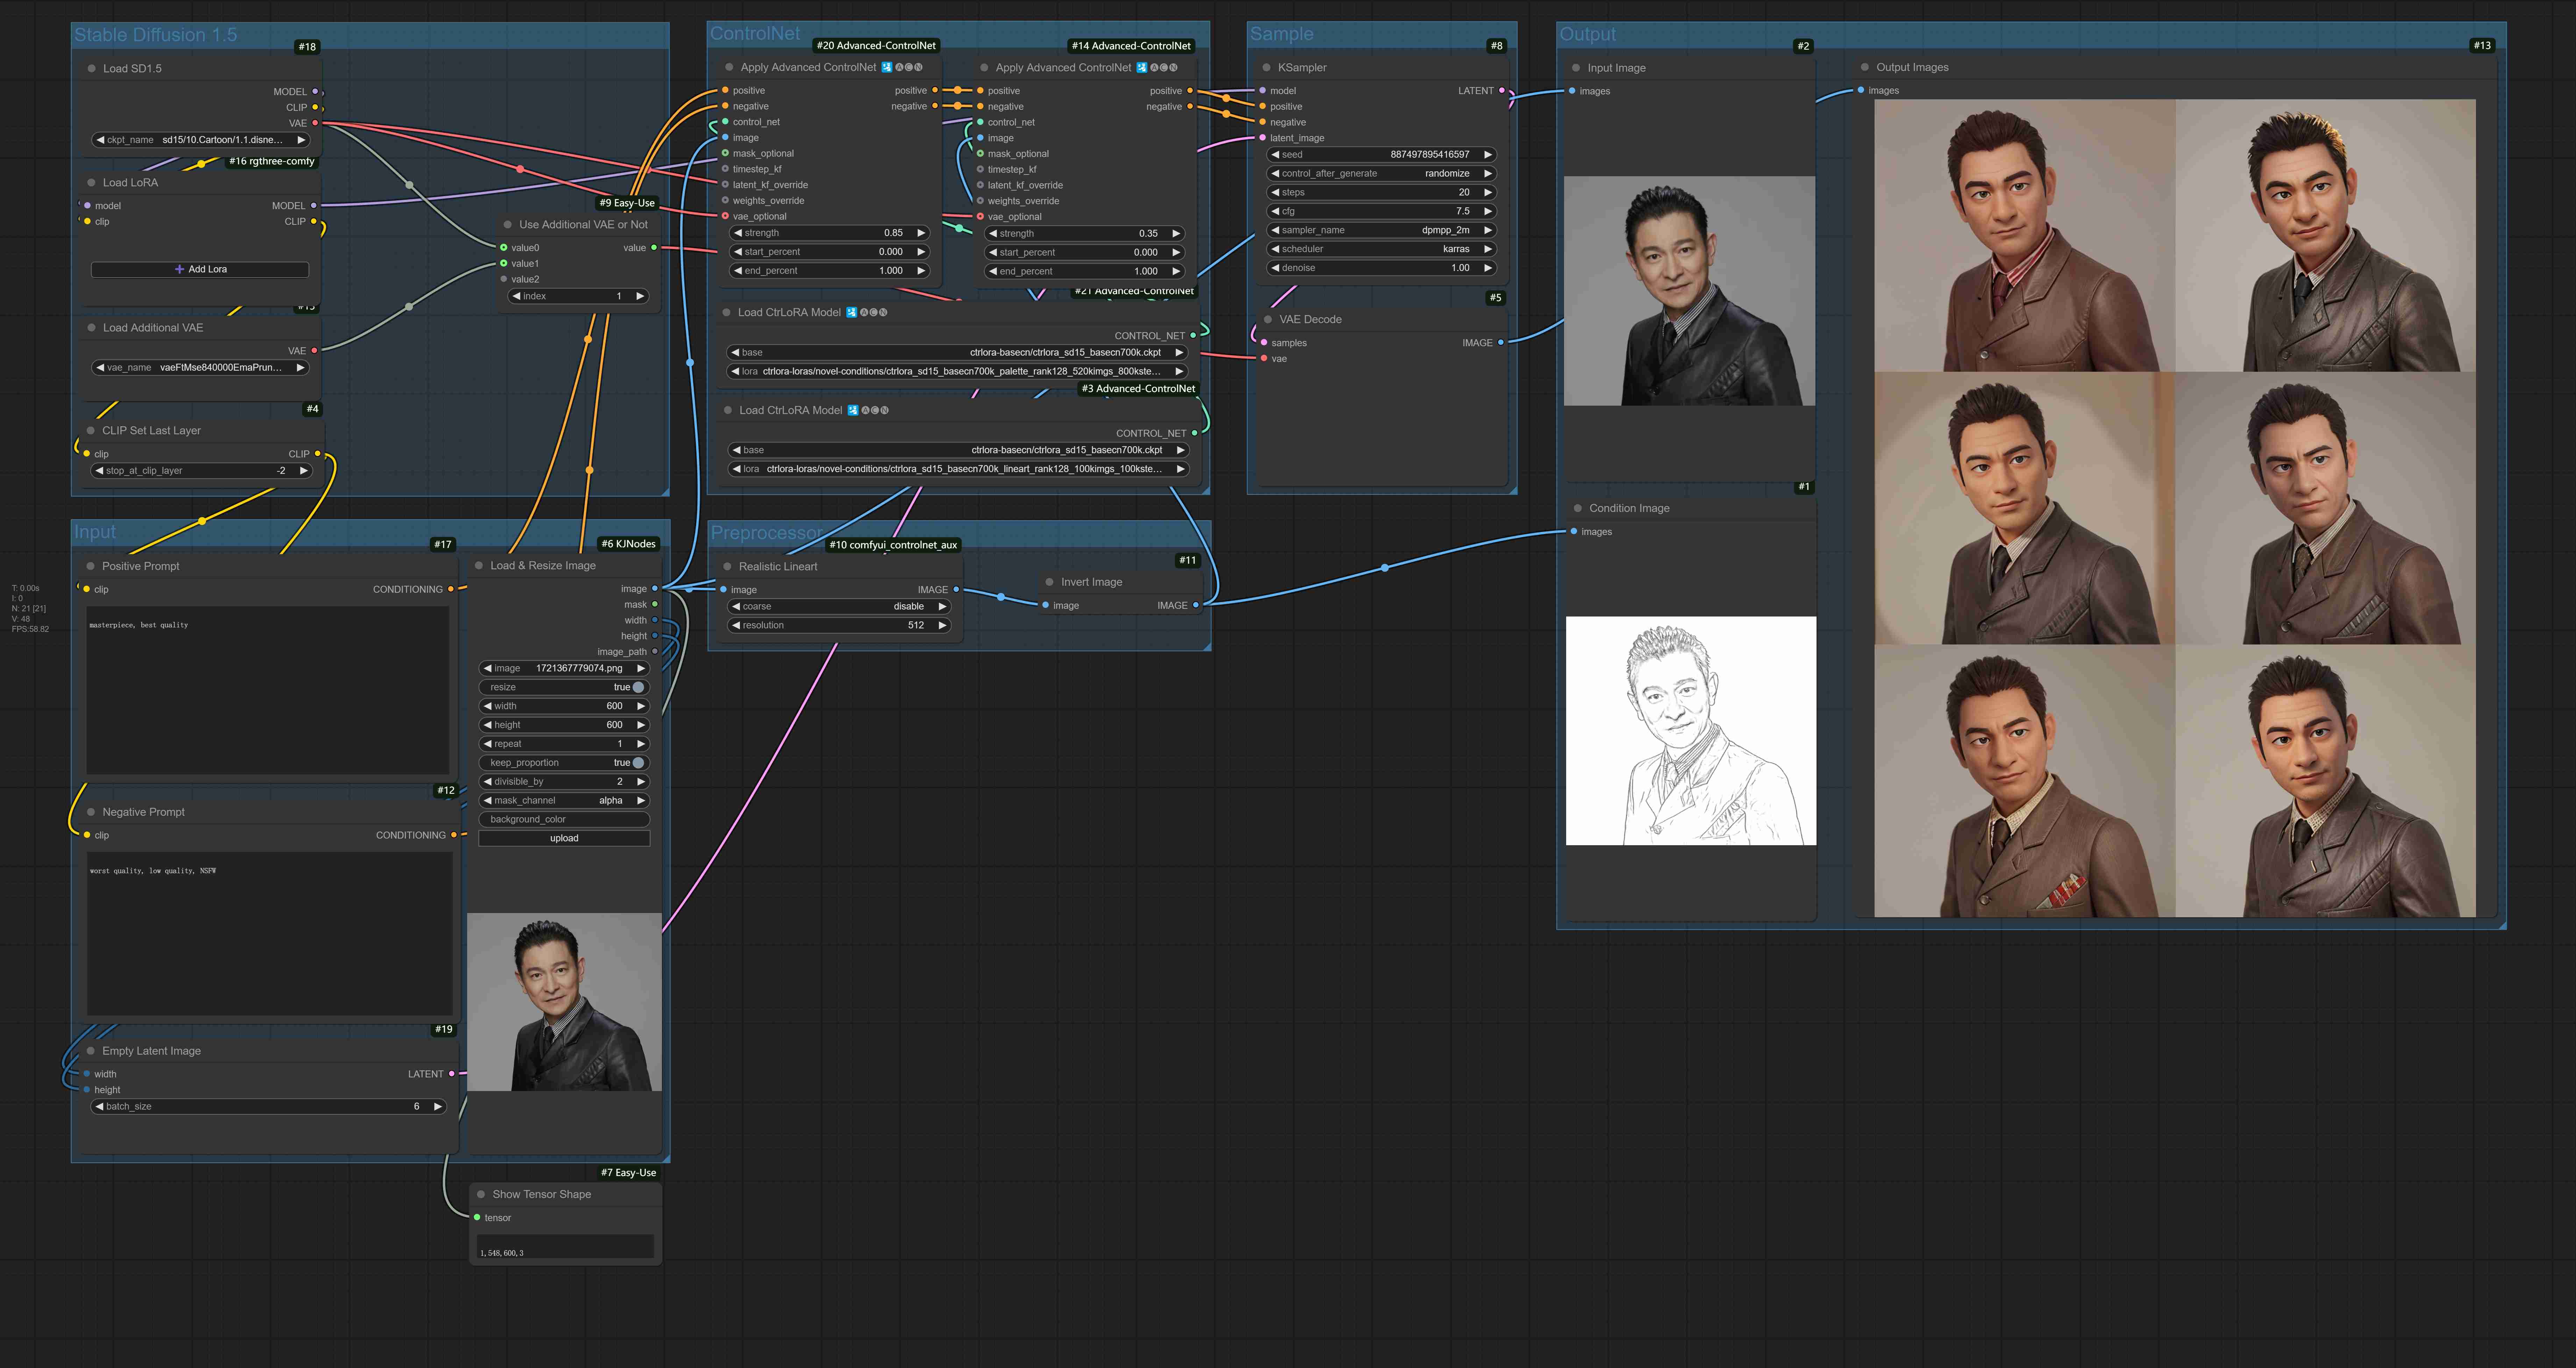 Stable Diffusion 1.5
#18
Load SD1.5
MODEL
CLIP
VAE
ckpt_name sd15/10.Cartoon/1.1.disne...
#16 rgthree-comfy
Load LoRA
model MODEL
clip CLIP
+ Add Lora
Load Additional VAE
VAE
vae_name vaeFtMse840000EmaPrun...
#4
CLIP Set Last Layer
clip CLIP
stop_at_clip_layer -2
#9 Easy-Use
Use Additional VAE or Not
value0 value
value1
value2
index 1
ControlNet
#20 Advanced-ControlNet
Apply Advanced ControlNet
positive positive
negative negative
control_net
image
mask_optional
timestep_kf
latent_kf_override
weights_override
vae_optional
strength 0.85
start_percent 0.000
end_percent 1.000
#14 Advanced-ControlNet
Apply Advanced ControlNet
positive positive
negative negative
control_net
image
mask_optional
timestep_kf
latent_kf_override
weights_override
vae_optional
strength 0.35
start_percent 0.000
end_percent 1.000
#21 Advanced-ControlNet
Load CtrLoRA Model
CONTROL_NET
base ctrlora-basecn/ctrlora_sd15_basecn700k.ckpt
lora ctrlora-loras/novel-conditions/ctrlora_sd15_basecn700k_palette_rank128_520kimgs_800kste...
#3 Advanced-ControlNet
Load CtrLoRA Model
CONTROL_NET
base ctrlora-basecn/ctrlora_sd15_basecn700k.ckpt
lora ctrlora-loras/novel-conditions/ctrlora_sd15_basecn700k_lineart_rank128_100kimgs_100kste...
Sample
#8
KSampler
model LATENT
positive
negative
latent_image
seed 887497895416597
control_after_generate randomize
steps 20
cfg 7.5
sampler_name dpmpp_2m
scheduler karras
denoise 1.00
#5
VAE Decode
samples IMAGE
vae
Output
#2
Input Image
images
#1
Condition Image
images
#13
Output Images
images
Input
#17
Positive Prompt
clip CONDITIONING
masterpiece, best quality
#12
Negative Prompt
clip CONDITIONING
worst quality, low quality, NSFW
#19
Empty Latent Image
width LATENT
height
batch_size 6
#6 KJNodes
Load & Resize Image
image
mask
width
height
image_path
image 1721367779074.png
resize true
width 600
height 600
repeat 1
keep_proportion true
divisible_by 2
mask_channel alpha
background_color
upload
#7 Easy-Use
Show Tensor Shape
tensor
1, 548, 600, 3
Preprocessor
#10 comfyui_controlnet_aux
Realistic Lineart
image IMAGE
coarse disable
resolution 512
#11
Invert Image
image IMAGE
T: 0.00s
I: 0
N: 21 [21]
V: 48
FPS:58.82